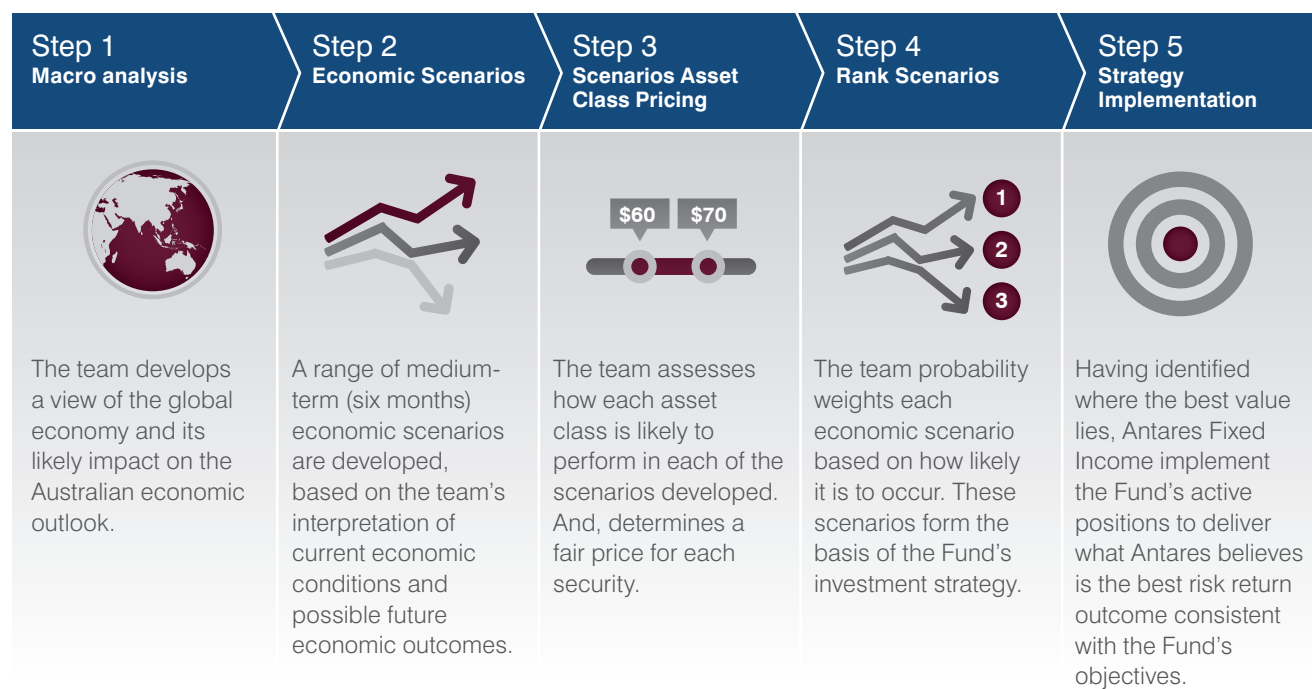 Step 1
Macro analysis
Step 2
Economic Scenarios
Step 3
Scenarios Asset
Class Pricing
Step 4
Rank Scenarios
Step 5
Strategy
Implementation
The team develops
a view of the global
economy and its
likely impact on the
Australian economic
outlook.
A range of medium-
term (six months)
economic scenarios
are developed,
based on the team's
interpretation of
current economic
conditions and
possible future
economic outcomes.
$60
$70
The team assesses
how each asset
class is likely to
perform in each of the
scenarios developed.
And, determines a
fair price for each
security.
1
2
3
The team probability
weights each
economic scenario
based on how likely
it is to occur. These
scenarios form the
basis of the Fund's
investment strategy.
Having identified
where the best value
lies, Antares Fixed
Income implement
the Fund's active
positions to deliver
what Antares believes
is the best risk return
outcome consistent
with the Fund's
objectives.